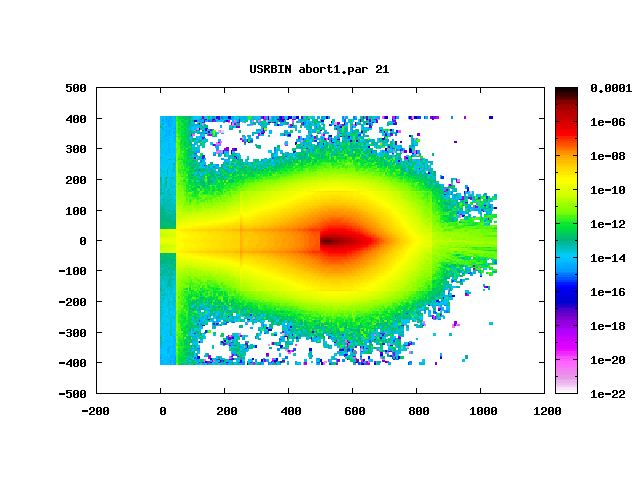 USRBIN abort1.par 21
500
400
300
200
100
0
-100
-200
-300
-400
-500
-200 0 200 400 600 800 1000 1200
0.0001
1e-06
1e-08
1e-10
1e-12
1e-14
1e-16
1e-18
1e-20
1e-22